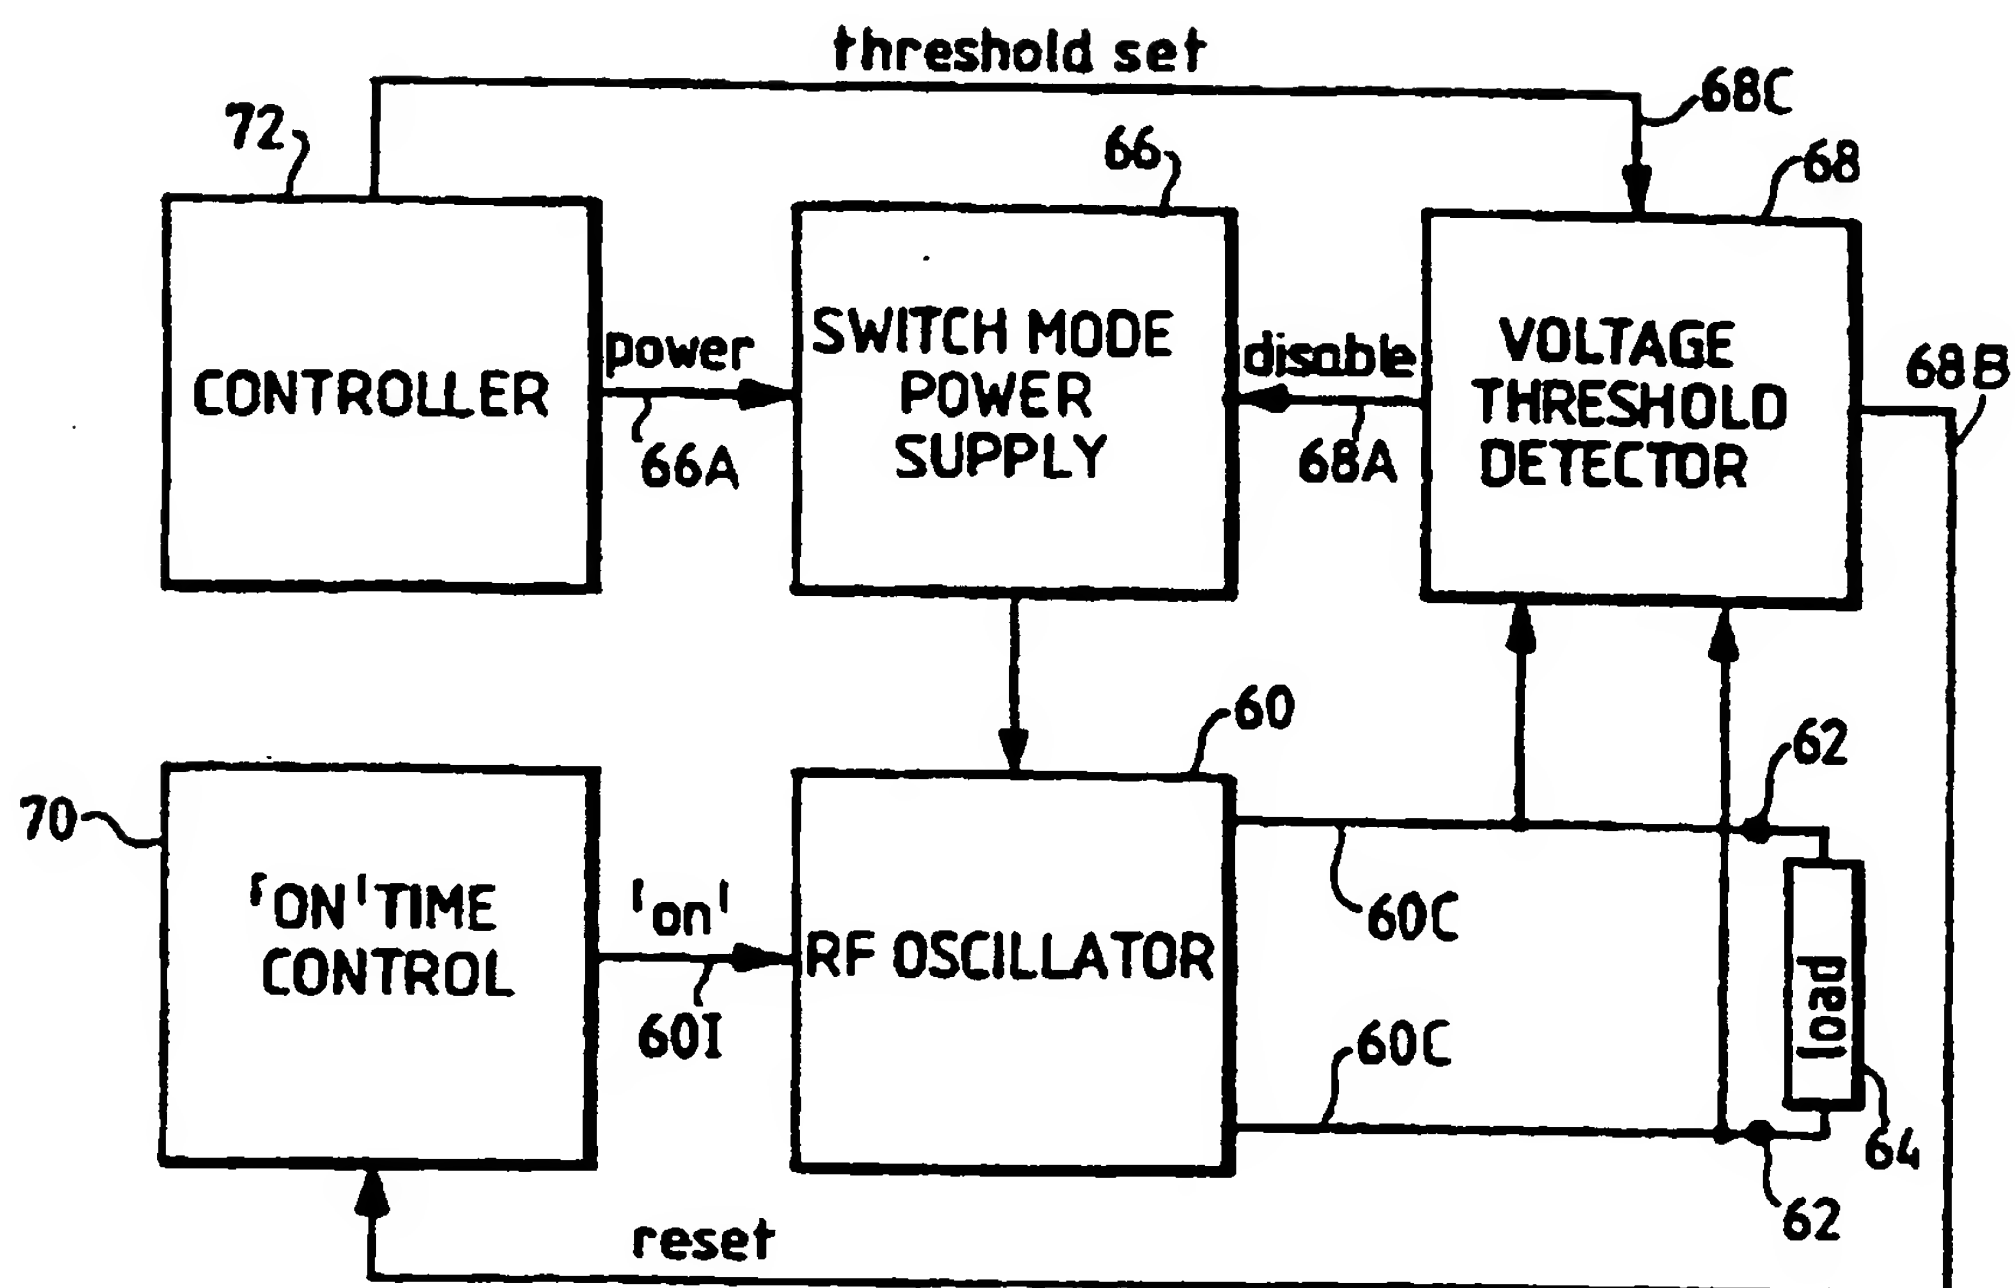 threshold set
68C
72
66
68
CONTROLLER
power
66A
SWITCH MODE
POWER
SUPPLY
disable
68A
VOLTAGE
THRESHOLD
DETECTOR
68B
60
62
70
'ON' TIME
CONTROL
'on'
60I
RF OSCILLATOR
60C
60C
load
64
62
reset